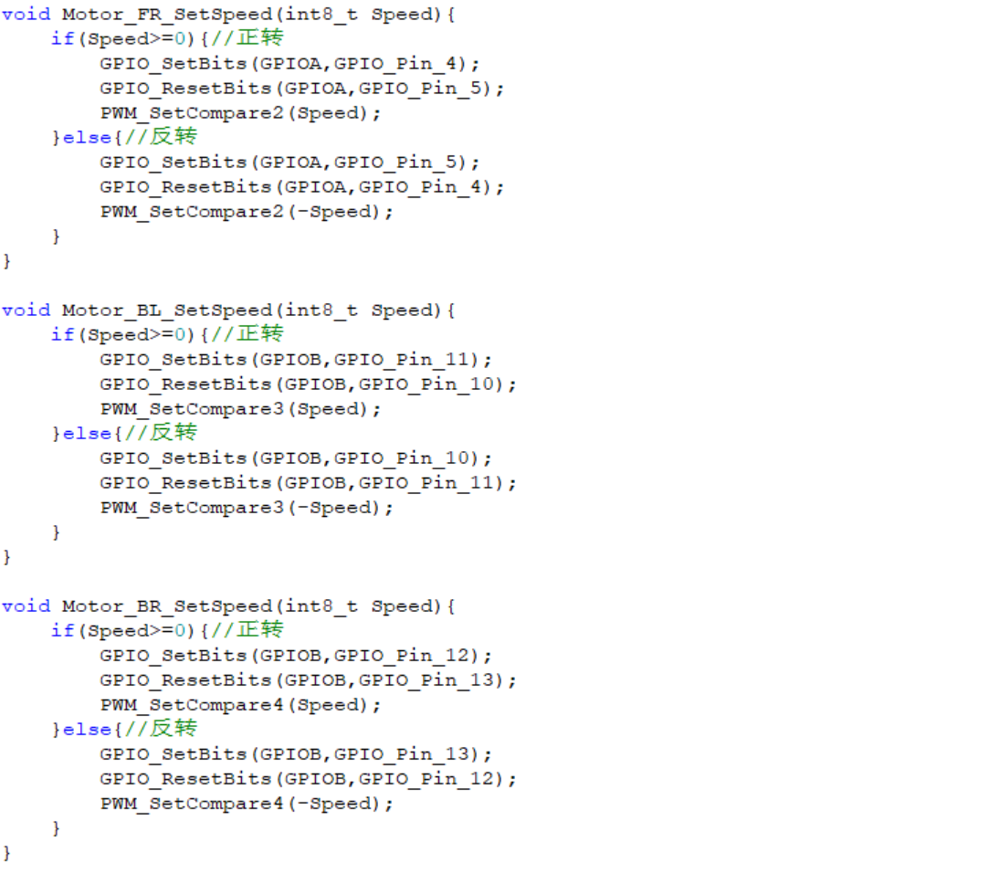 void Motor_FR_SetSpeed(int8_t Speed){
    if(Speed>=0){//正转
        GPIO_SetBits(GPIOA,GPIO_Pin_4);
        GPIO_ResetBits(GPIOA,GPIO_Pin_5);
        PWM_SetCompare2(Speed);
    }else{//反转
        GPIO_SetBits(GPIOA,GPIO_Pin_5);
        GPIO_ResetBits(GPIOA,GPIO_Pin_4);
        PWM_SetCompare2(-Speed);
    }
}

void Motor_BL_SetSpeed(int8_t Speed){
    if(Speed>=0){//正转
        GPIO_SetBits(GPIOB,GPIO_Pin_11);
        GPIO_ResetBits(GPIOB,GPIO_Pin_10);
        PWM_SetCompare3(Speed);
    }else{//反转
        GPIO_SetBits(GPIOB,GPIO_Pin_10);
        GPIO_ResetBits(GPIOB,GPIO_Pin_11);
        PWM_SetCompare3(-Speed);
    }
}

void Motor_BR_SetSpeed(int8_t Speed){
    if(Speed>=0){//正转
        GPIO_SetBits(GPIOB,GPIO_Pin_12);
        GPIO_ResetBits(GPIOB,GPIO_Pin_13);
        PWM_SetCompare4(Speed);
    }else{//反转
        GPIO_SetBits(GPIOB,GPIO_Pin_13);
        GPIO_ResetBits(GPIOB,GPIO_Pin_12);
        PWM_SetCompare4(-Speed);
    }
}